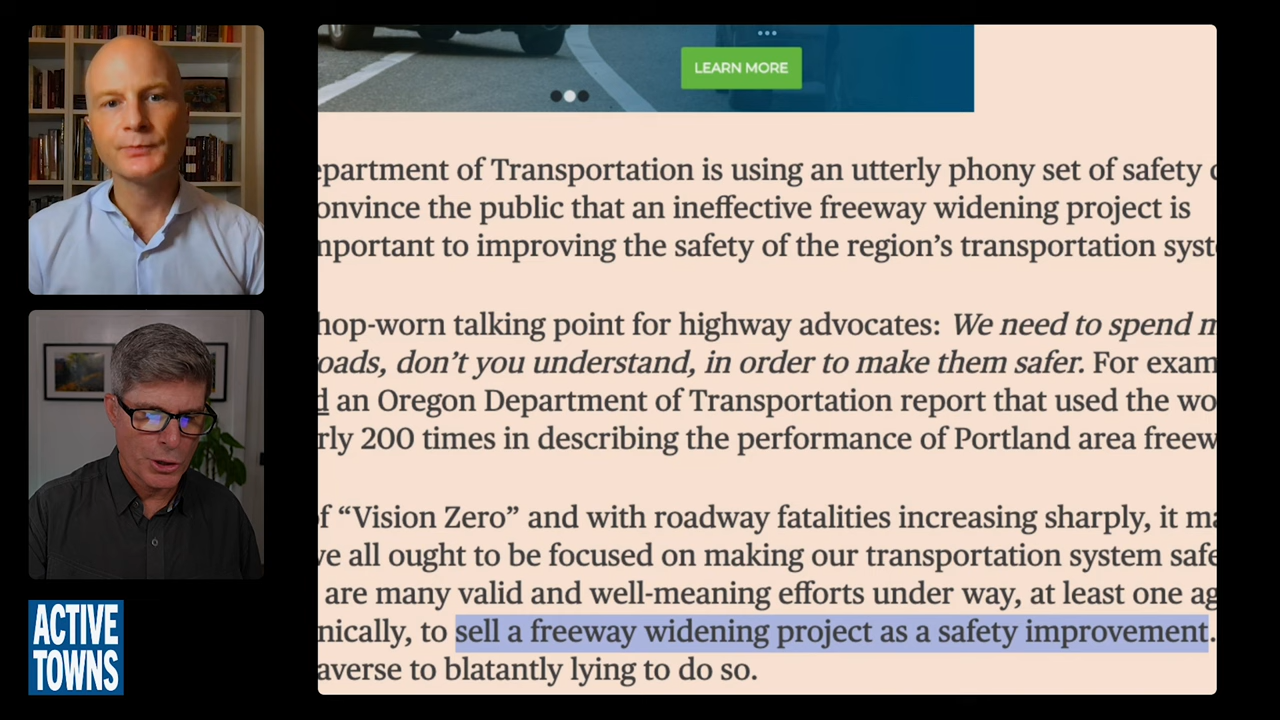 LEARN MORE
epartment of Transportation is using an utterly phony set of safety
onvince the public that an ineffective freeway widening project is
mportant to improving the safety of the region’s transportation syst
hop-worn talking point for highway advocates: We need to spend
oads, don’t you understand, in order to make them safer. For exam
d an Oregon Department of Transportation report that used the wo
rly 200 times in describing the performance of Portland area freew
of “Vision Zero” and with roadway fatalities increasing sharply, it ma
ve all ought to be focused on making our transportation system safe
are many valid and well-meaning efforts under way, at least one ag
nically, to sell a freeway widening project as a safety improvement.
averse to blatantly lying to do so.
ACTIVE
TOWNS